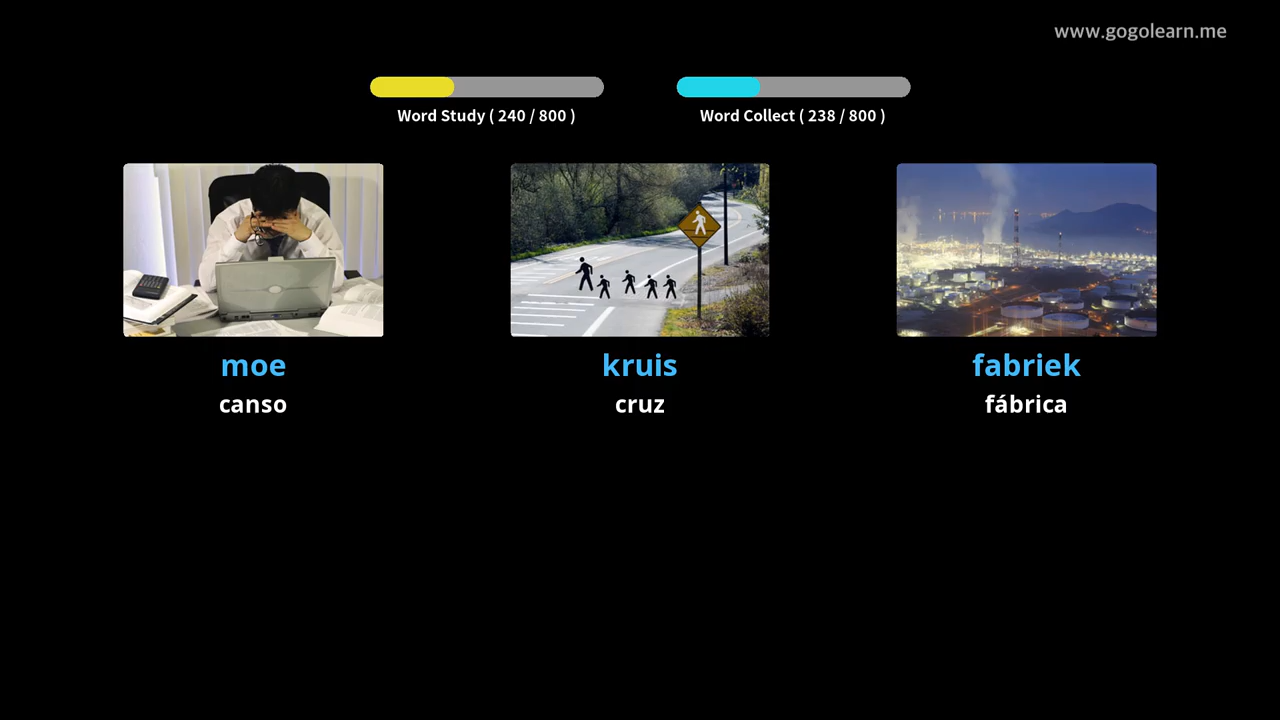 www.gogolearn.me
Word Study ( 240 / 800 )
Word Collect ( 238 / 800 )
moe
canso
kruis
cruz
fabriek
fábrica